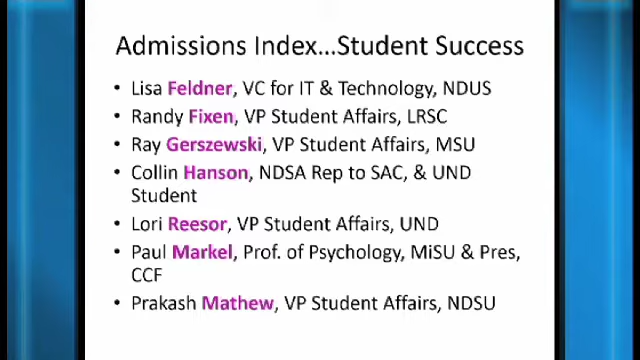 Admissions Index...Student Success
• Lisa Feldner, VC for IT & Technology, NDUS
• Randy Fixen, VP Student Affairs, LRSC
• Ray Gerszewski, VP Student Affairs, MSU
• Collin Hanson, NDSA Rep to SAC, & UND
Student
• Lori Reesor, VP Student Affairs, UND
• Paul Markel, Prof. of Psychology, MiSU & Pres,
CCF
• Prakash Mathew, VP Student Affairs, NDSU